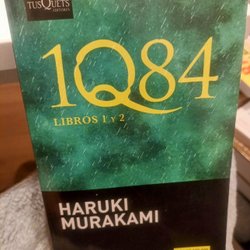 TUSQUETS
EDITORES
1Q84
LIBROS 1 Y 2
HARUKI
MURAKAMI